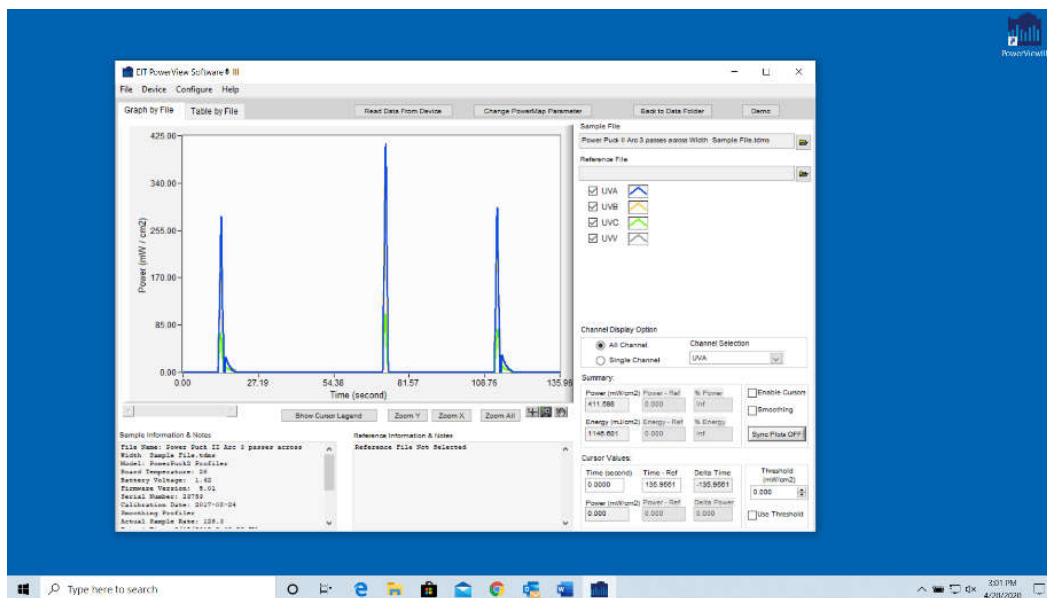 PowerViewIII
EIT PowerView Software® III
File Device Configure Help
Graph by File Table by File
Read Data From Device Change PowerMap Parameter Back to Data Folder Demo
Sample File
Power Puck II Arc 3 passes across Width Sample File.tdms
Reference File
UVA
UVB
UVC
UVV
Power (mW / cm2)
425.00
340.00
255.00
170.00
85.00
0.00
0.00 27.19 54.38 81.57 108.76 135.96
Time (second)
Show Cursor Legend Zoom Y Zoom X Zoom All
Channel Display Option
All Channel
Single Channel
Channel Selection
UVA
Summary:
Power (mW/cm2) Power - Ref % Power
411.586 0.000 Inf
Energy (mJ/cm2) Energy - Ref % Energy
1146.601 0.000 Inf
Enable Cursors
Smoothing
Sync Plots OFF
Cursor Values:
Time (second) Time - Ref Delta Time
0.0000 135.9561 -135.9561
Power (mW/cm2) Power - Ref Delta Power
0.000 0.000 0.000
Threshold
(mW/cm2)
0.000
Use Threshold
Sample Information & Notes
File Name: Power Puck II Arc 3 passes across
Width Sample File.tdms
Model: PowerPuck2 Profiler
Board Temperature: 26
Battery Voltage: 1.62
Firmware Version: 5.01
Serial Number: 20753
Calibration Date: 2017-03-24
Smoothing Profiler
Actual Sample Rate: 128.0
Reference Information & Notes
Reference File Not Selected
Type here to search
3:01 PM
4/20/2020